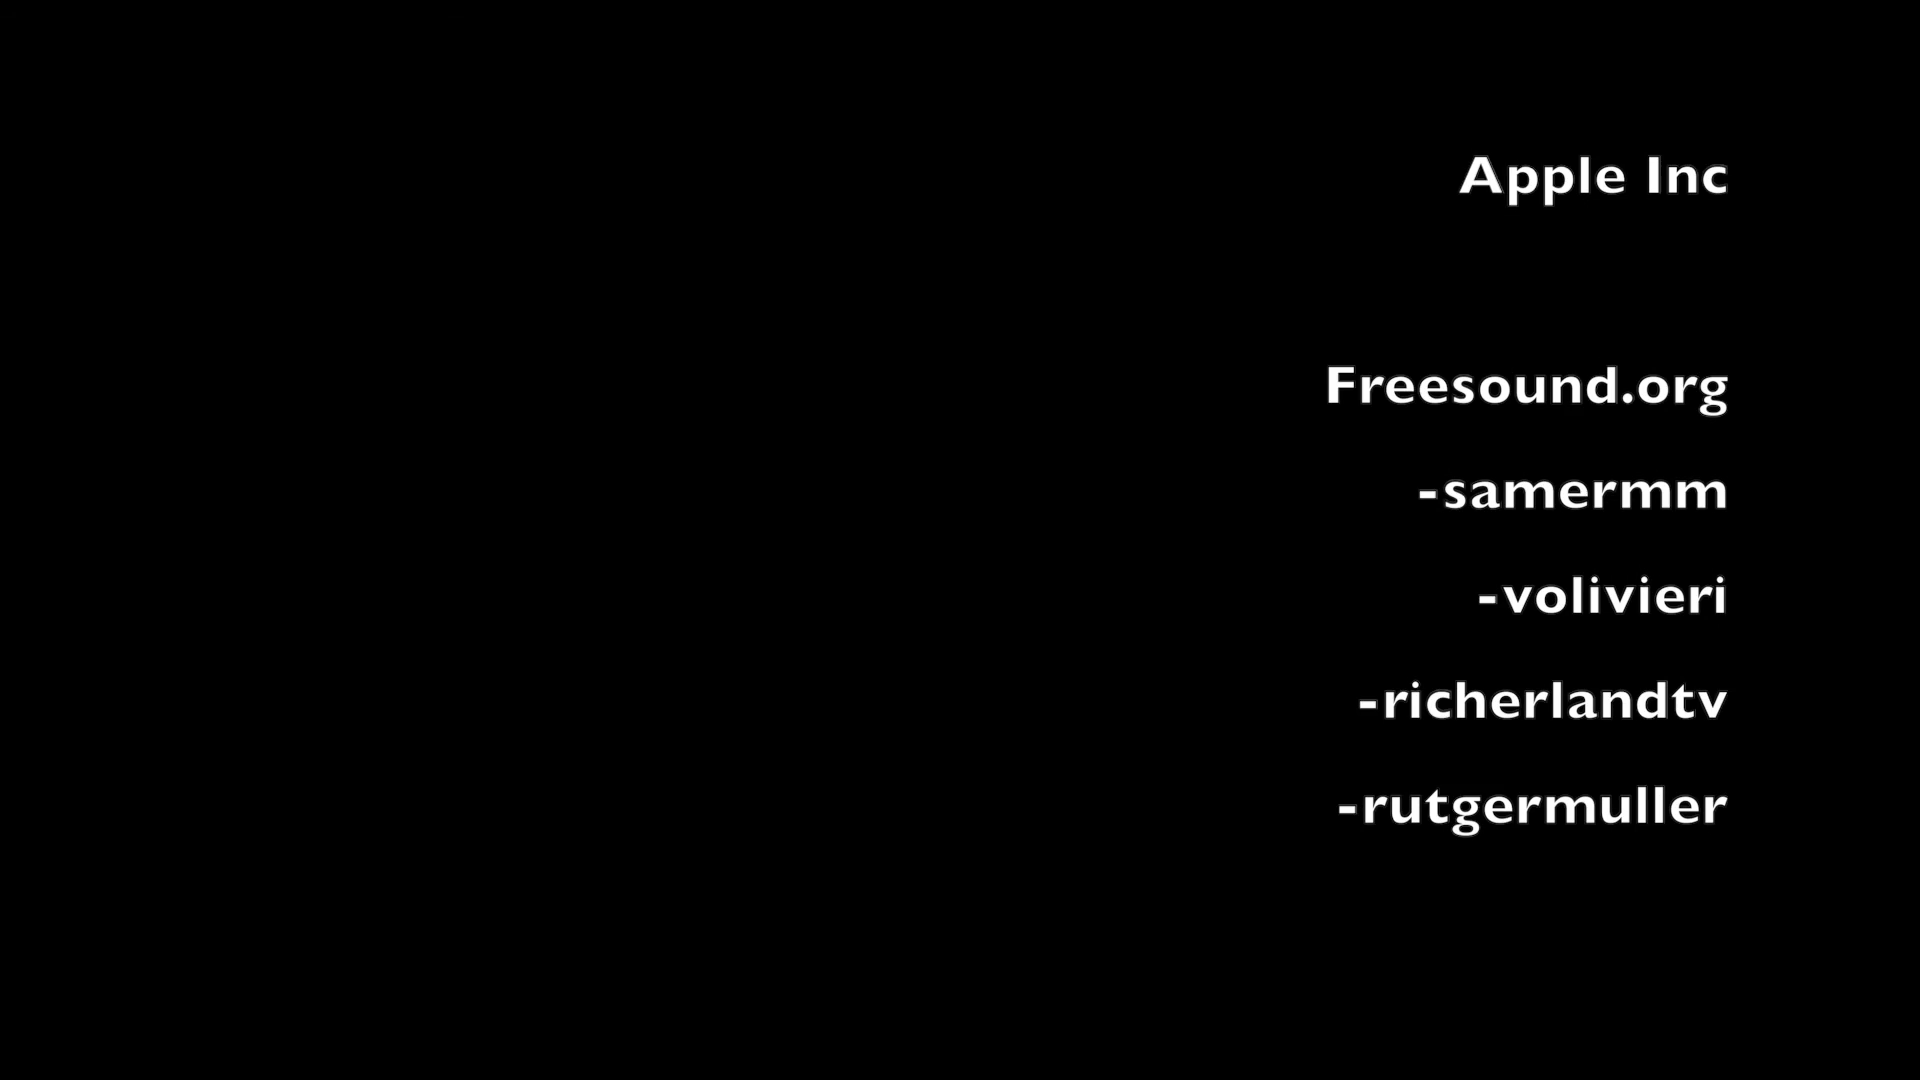 Apple Inc
Freesound.org
-samermm
-volivieri
-richerlandtv
-rutgermuller